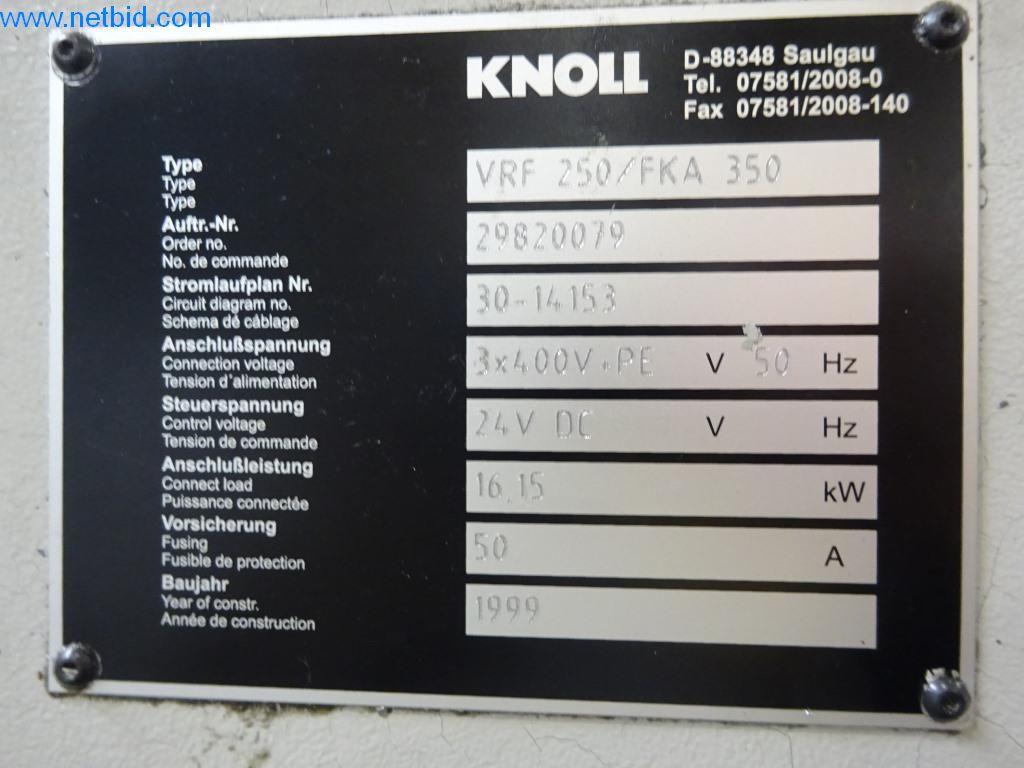 www.netbid.com
KNOLL
D-88348 Saulgau
Tel. 07581/2008-0
Fax 07581/2008-140
Type
Type
Type
VRF 250/FKA 350
Auftr.-Nr.
Order no.
No. de commande
29820079
Stromlaufplan Nr.
Circuit diagram no.
Schema dé câblage
30-14153
Anschlußspannung
Connection voltage
Tension d'alimentation
3x400V+PE V 50 Hz
Steuerspannung
Control voltage
Tension de commande
24V DC V Hz
Anschlußleistung
Connect load
Puissance connectée
16.15 kW
Vorsicherung
Fusing
Fusible de protection
50 A
Baujahr
Year of constr.
Année de construction
1999